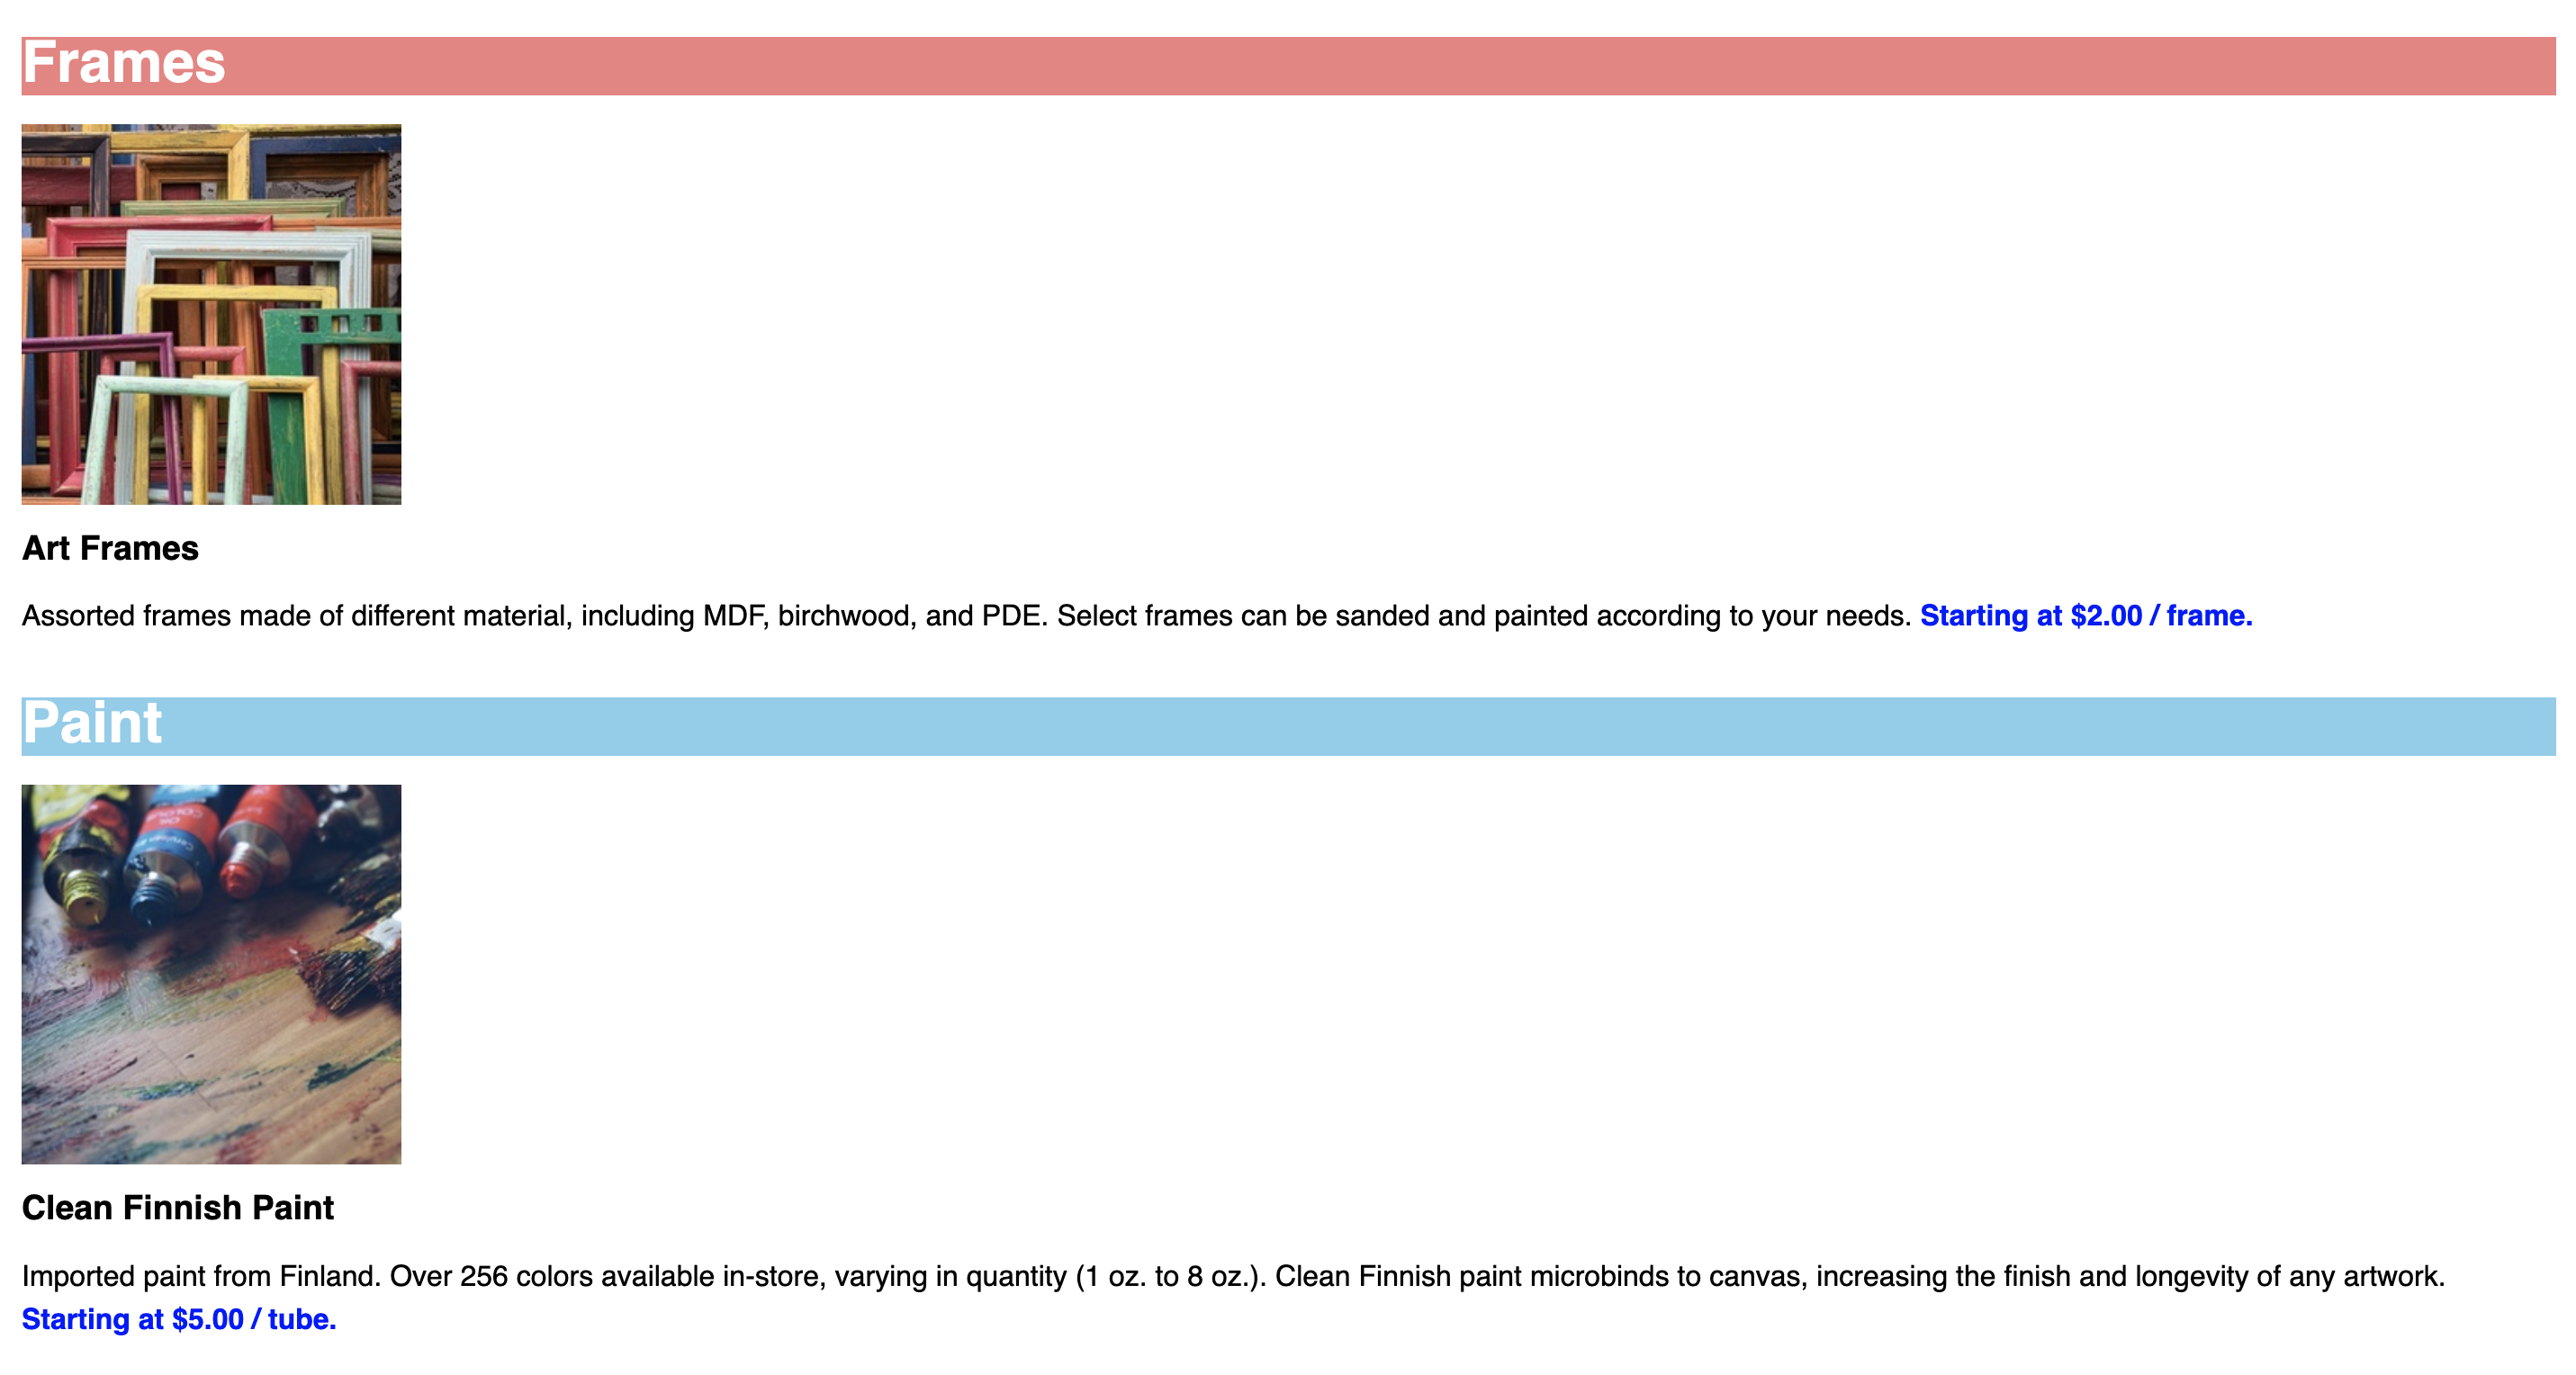 Frames
Art Frames
Assorted frames made of different material, including MDF, birchwood, and PDE. Select frames can be sanded and painted according to your needs. Starting at $2.00 / frame.
Paint
OIL
COLOUR
Clean Finnish Paint
Imported paint from Finland. Over 256 colors available in-store, varying in quantity (1 oz. to 8 oz.). Clean Finnish paint microbinds to canvas, increasing the finish and longevity of any artwork.
Starting at $5.00 / tube.